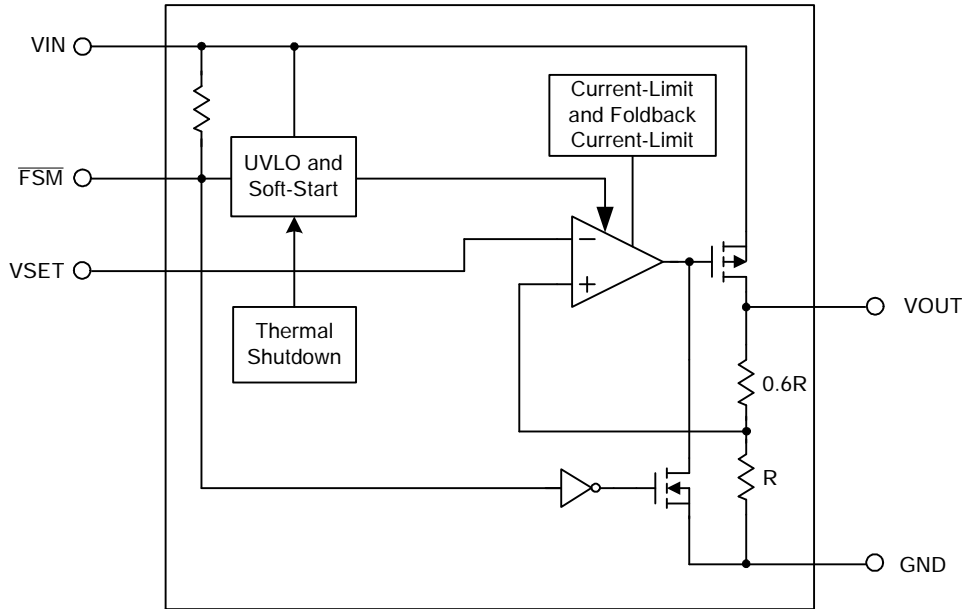 VIN
Current-Limit
and Foldback
Current-Limit
FSM
UVLO and
Soft-Start
VSET
−
+
Thermal
Shutdown
VOUT
0.6R
R
GND